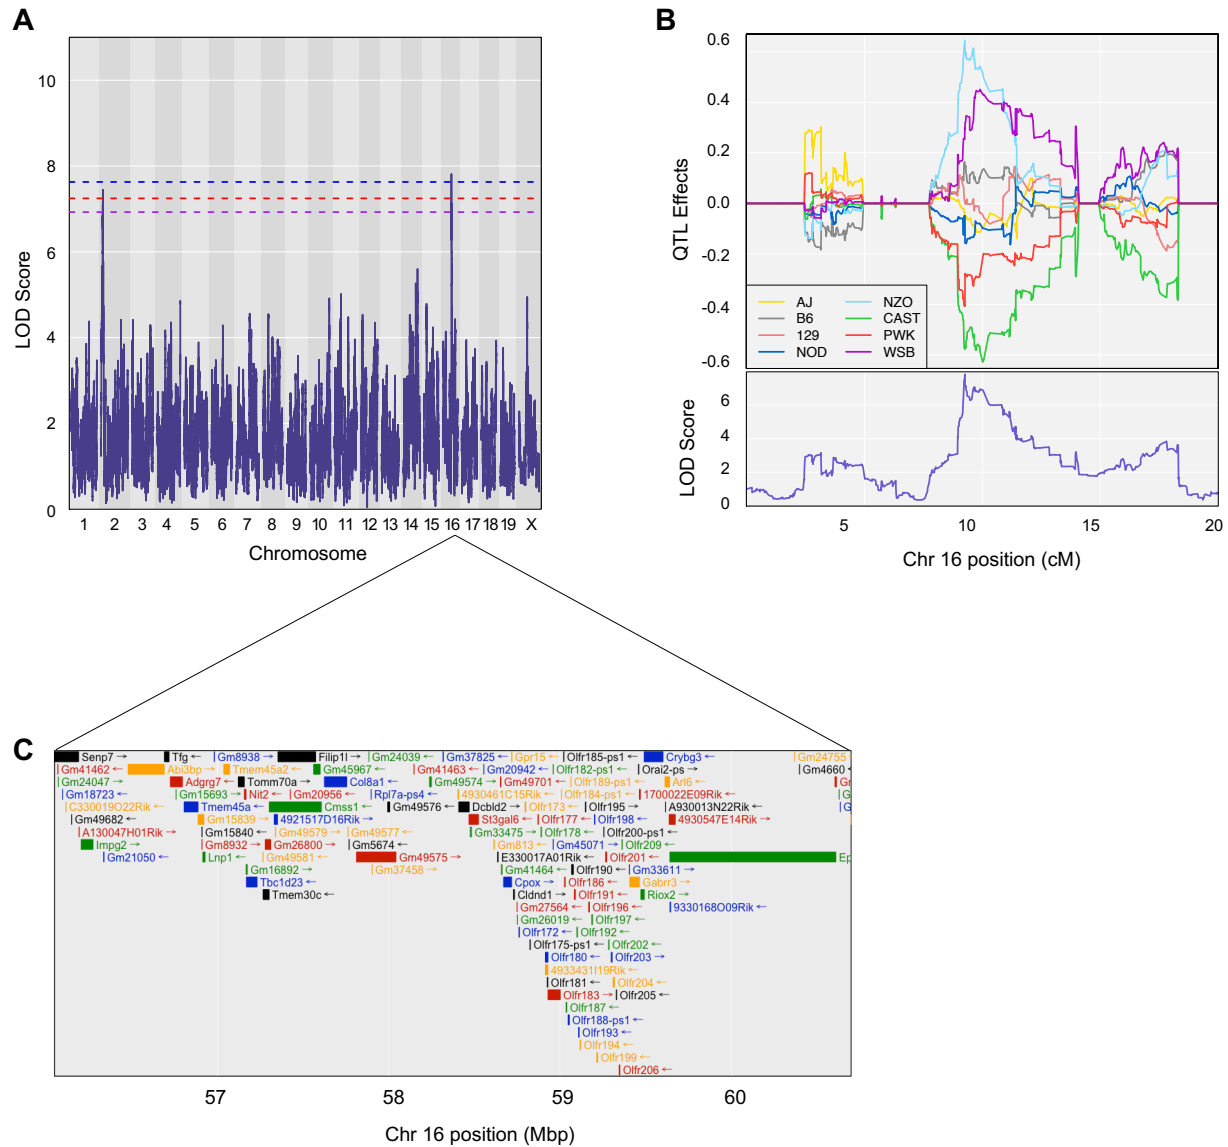 A
B
10
8
6
4
2
0
LOD Score
1 2 3 4 5 6 7 8 9 10 11 12 13 14 15 16 17 18 19 X
Chromosome
0.6
0.4
0.2
0.0
-0.2
-0.4
-0.6
QTL Effects
AJ NZO
B6 CAST
129 PWK
NOD WSB
6
4
2
0
LOD Score
5 10 15 20
Chr 16 position (cM)
C
Senp7 → Tfg ← Gm8938 → Filip1l ← Gm24039 ← Gm37825 → Gpr15 ← Olfr185-ps1 ← Crybg3 → Gm24755
Gm41462 ← Abi3bp → Tmem45a2 ← Gm45967 ← Gm41463 ← Gm20942 ← Olfr182-ps1 ← Orai2-ps → Gm4660 ←
Gm24047 ← Adgrg7 ← Tomm70a → Col8a1 ← Gm49574 ← Gm49701 ← Olfr189-ps1 ← Arl6 → Gr
Gm18723 ← Gm15693 → Nit2 ← Gm20956 ← Rpl7a-ps4 ← 4930461C15Rik ← Olfr184-ps1 ← 1700022E09Rik ← G
C330019O22Rik ← Tmem45a ← Cmss1 ← Gm49576 ← Dcbld2 → Olfr173 ← Olfr195 ← A930013N22Rik ← G
Gm49682 ← Gm15839 ← 4921517D16Rik ← St3gal6 ← Olfr177 ← Olfr198 ← 4930547E14Rik ←
A130047H01Rik ← Gm15840 ← Gm49579 ← Gm49577 ← Gm33475 ← Olfr178 ← Olfr200-ps1 ←
Impg2 → Gm8932 ← Gm26800 ← Gm5674 ← Gm813 ← Gm45071 ← Olfr209 ←
Gm21050 ← Lnp1 ← Gm49581 ← Gm49575 → E330017A01Rik ← Olfr201 ← Ep
Gm16892 ← Gm37458 ← Gm41464 ← Olfr190 ← Gm33611 ←
Tbc1d23 ← Cpox → Olfr186 ← Gabrr3 →
Tmem30c ← Cldnd1 → Olfr191 ← Riox2 →
Gm27564 ← Olfr196 ← 9330168O09Rik ←
Gm26019 ← Olfr197 ←
Olfr172 ← Olfr192 ←
Olfr175-ps1 ← Olfr202 ←
Olfr180 ← Olfr203 →
4933431I19Rik ←
Olfr181 ← Olfr204 ←
Olfr183 → Olfr205 ←
Olfr187 ←
Olfr188-ps1 ←
Olfr193 ←
Olfr194 ←
Olfr199 ←
Olfr206 ←
57 58 59 60
Chr 16 position (Mbp)